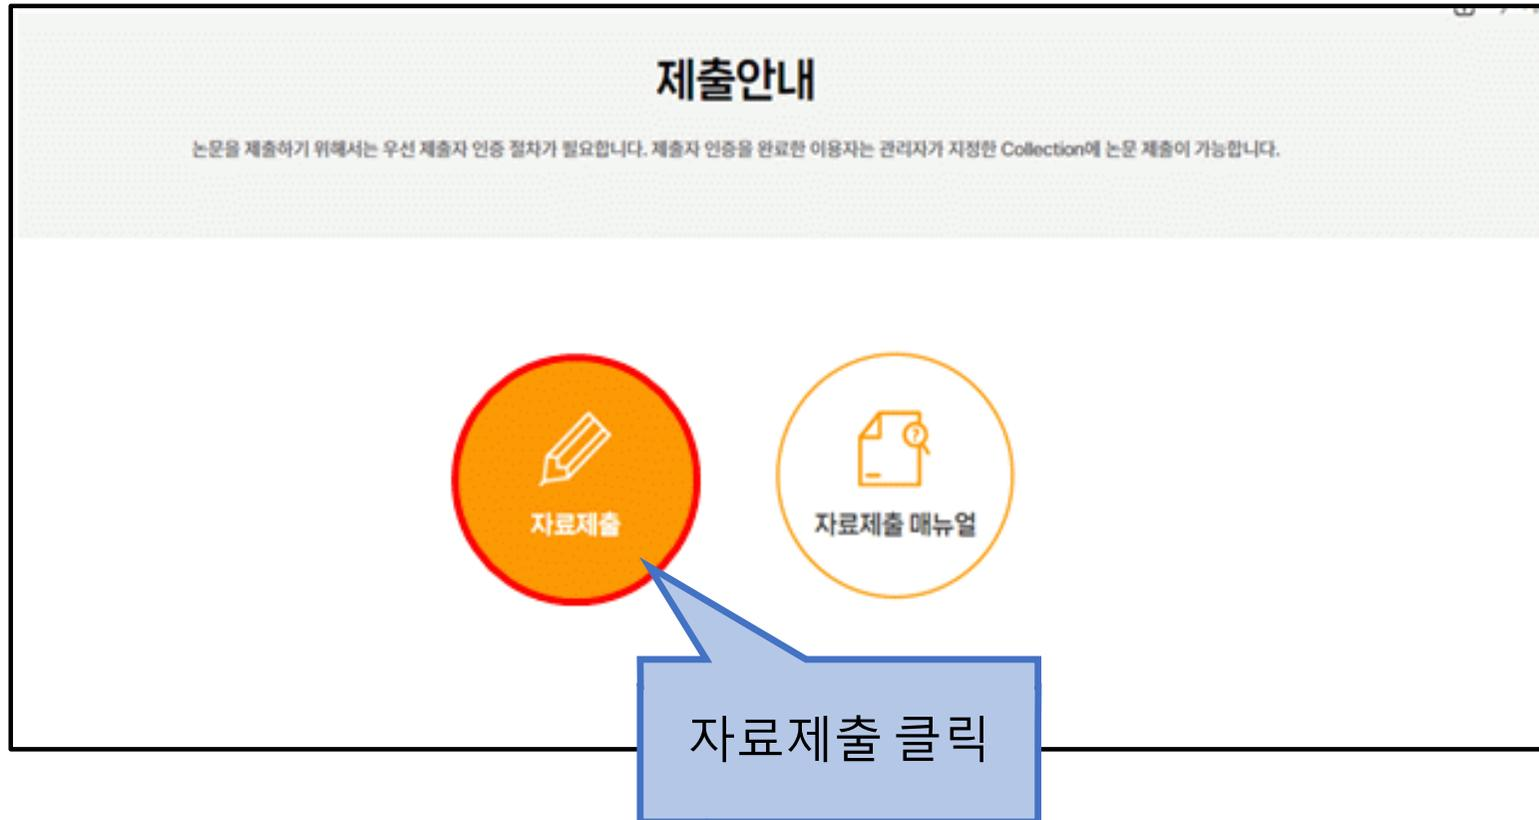 제출안내
논문을 제출하기 위해서는 우선 제출자 인증 절차가 필요합니다. 제출자 인증을 완료한 이용자는 관리자가 지정한 Collection에 논문 제출이 가능합니다.
자료제출
자료제출 매뉴얼
자료제출 클릭